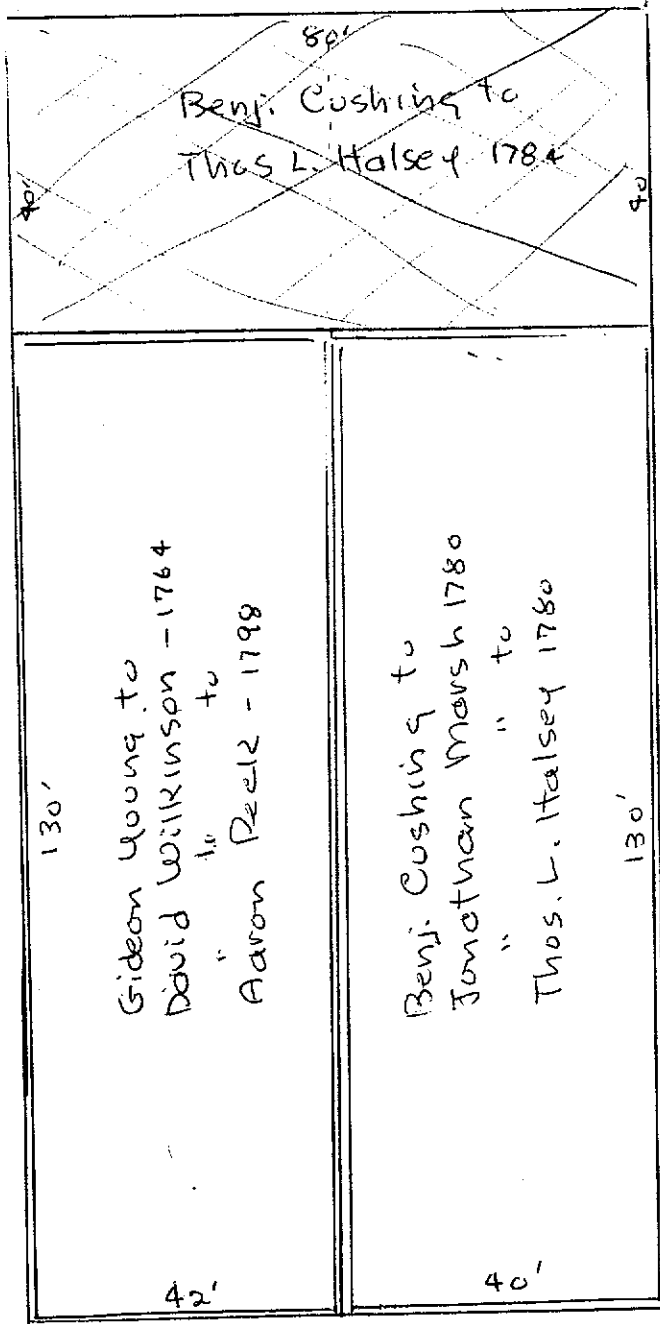 80'
Benj. Cushing to
Thos L. Halsey 1784
40'
40
130'
Gideon Young to
David Wilkinson - 1764
" " to
Aaron Peck - 1798
42'
Benj. Cushing to
Jonathan Marsh 1780
" " to
Thos. L. Halsey 1780
130'
40'